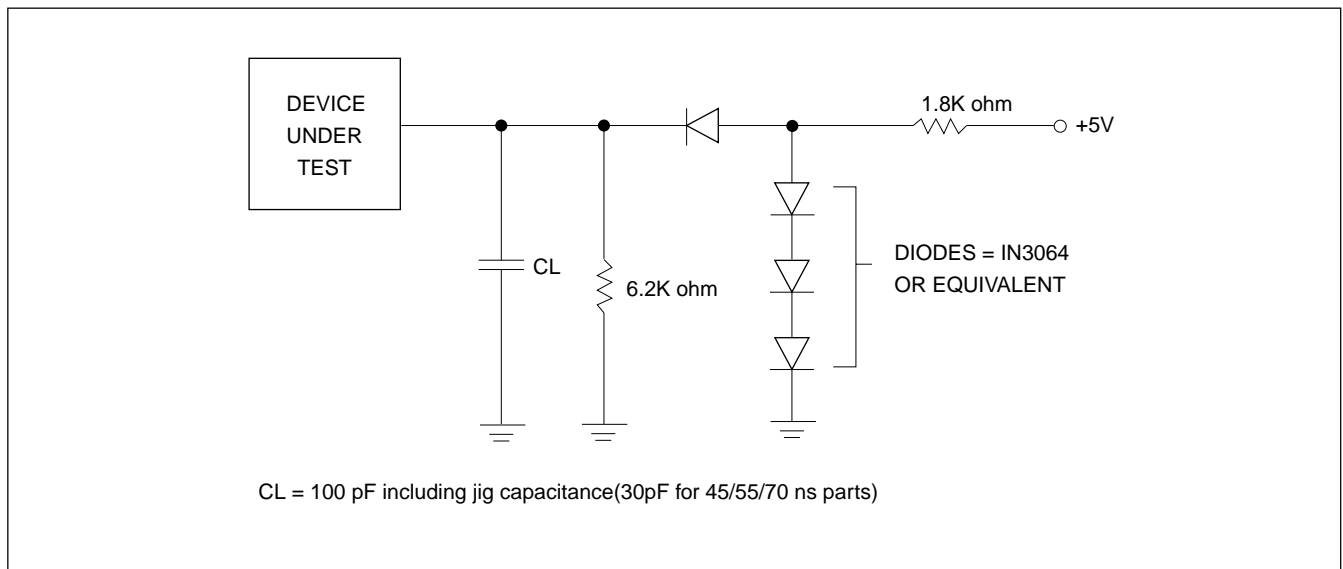 DEVICE
UNDER
TEST
1.8K ohm
+5V
CL
6.2K ohm
DIODES = IN3064
OR EQUIVALENT
CL = 100 pF including jig capacitance(30pF for 45/55/70 ns parts)